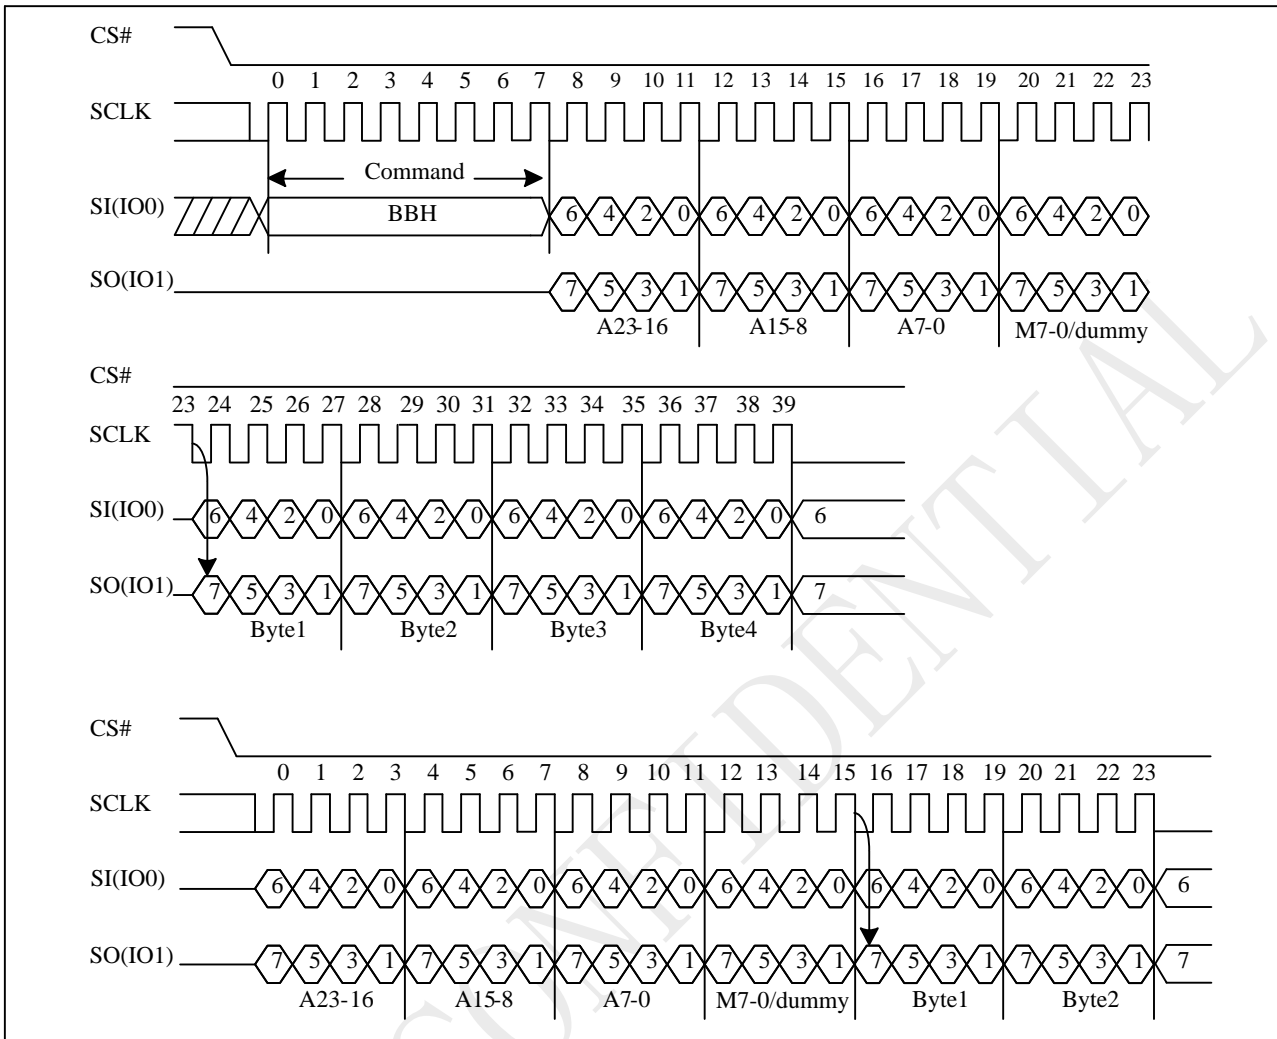 CS#
0 1 2 3 4 5 6 7 8 9 10 11 12 13 14 15 16 17 18 19 20 21 22 23
SCLK
Command
SI(IO0) BBH 6 4 2 0 6 4 2 0 6 4 2 0 6 4 2 0
SO(IO1) 7 5 3 1 7 5 3 1 7 5 3 1 7 5 3 1
A23-16 A15-8 A7-0 M7-0/dummy
CS#
23 24 25 26 27 28 29 30 31 32 33 34 35 36 37 38 39
SCLK
SI(IO0) 6 4 2 0 6 4 2 0 6 4 2 0 6 4 2 0 6
SO(IO1) 7 5 3 1 7 5 3 1 7 5 3 1 7 5 3 1 7
Byte1 Byte2 Byte3 Byte4
CS#
0 1 2 3 4 5 6 7 8 9 10 11 12 13 14 15 16 17 18 19 20 21 22 23
SCLK
SI(IO0) 6 4 2 0 6 4 2 0 6 4 2 0 6 4 2 0 6 4 2 0 6 4 2 0 6
SO(IO1) 7 5 3 1 7 5 3 1 7 5 3 1 7 5 3 1 7 5 3 1 7 5 3 1 7
A23-16 A15-8 A7-0 M7-0/dummy Byte1 Byte2
CONFIDENTIAL